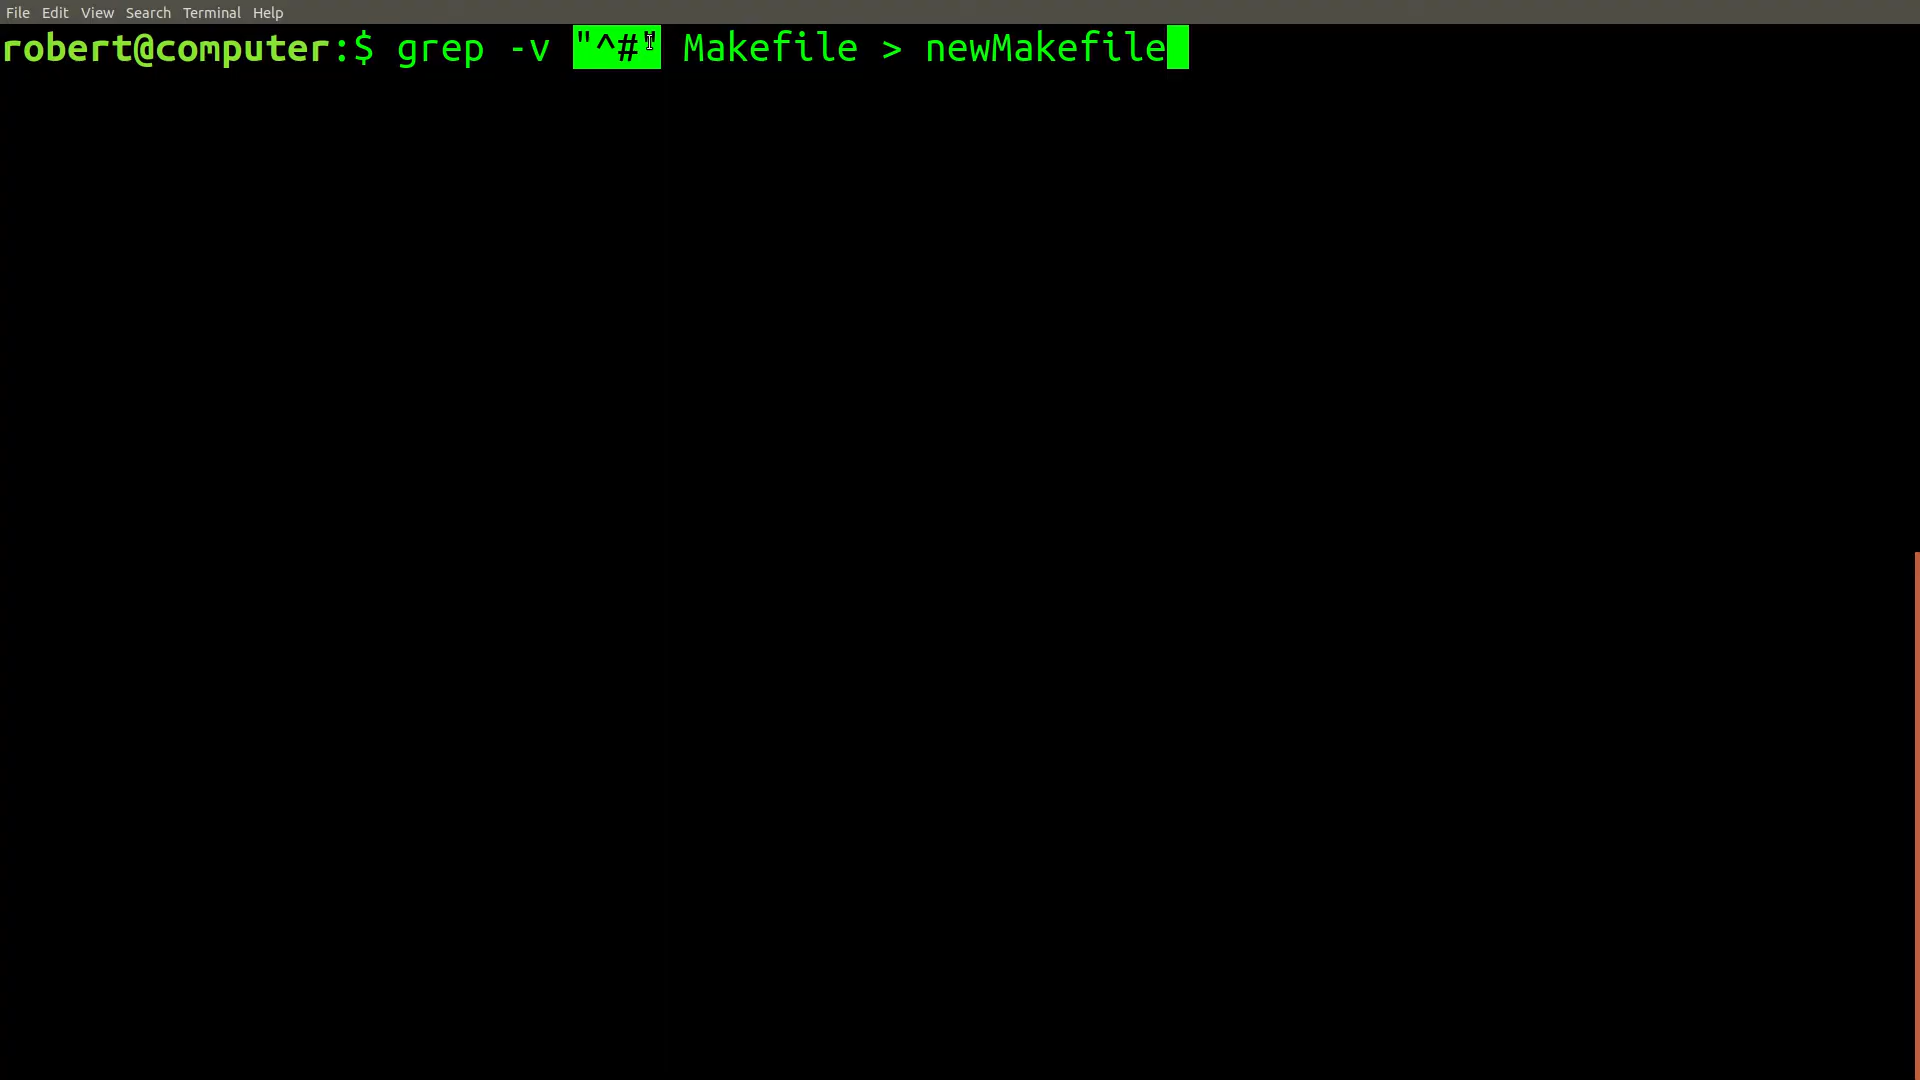 File Edit View Search Terminal Help
robert@computer:$ grep -v "^#" Makefile > newMakefile